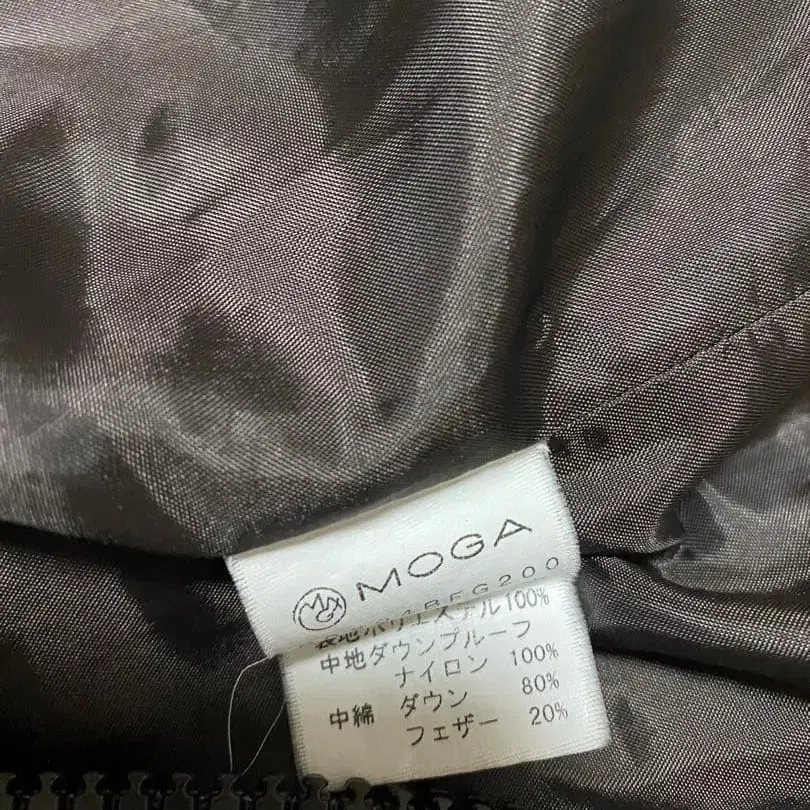 MOGA
表地ポリエステル100%
中地ダウンプルーフ
ナイロン 100%
中綿 ダウン 80%
フェザー 20%